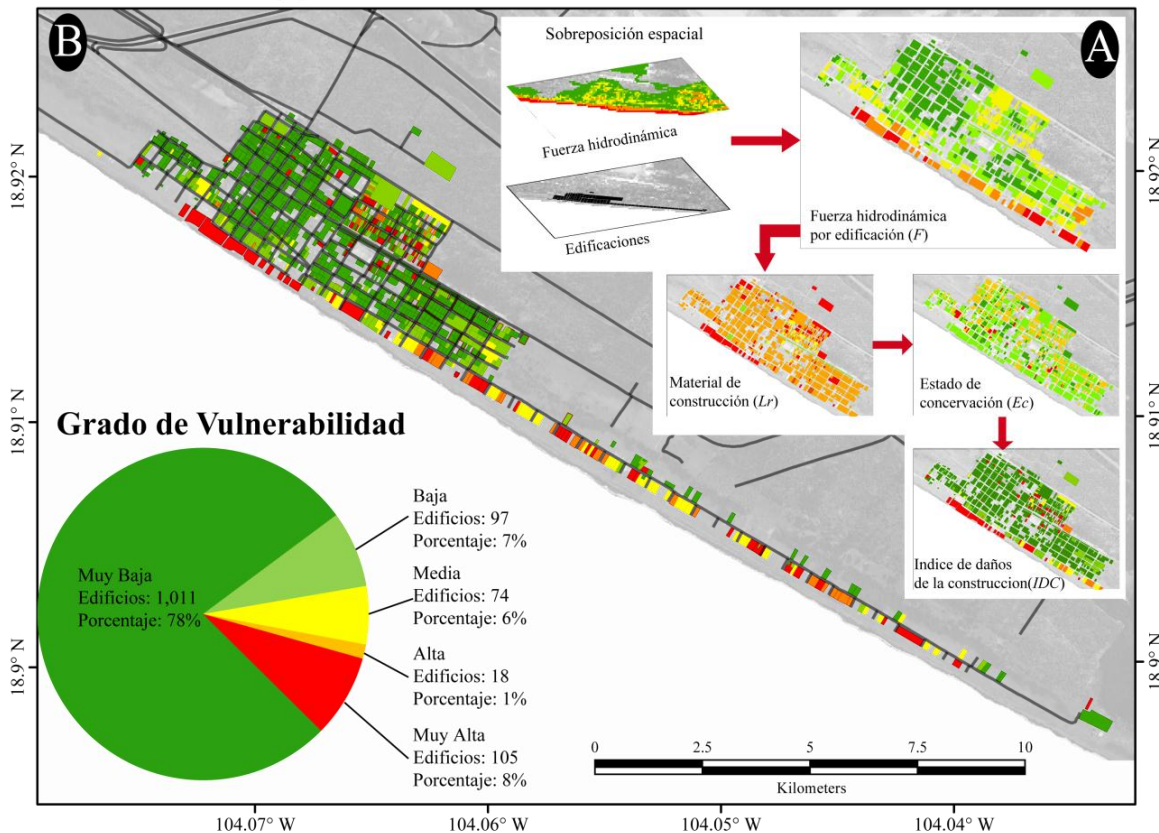 B
A
Sobreposición espacial
Fuerza hidrodinámica
Edificaciones
Fuerza hidrodinámica
por edificación (F)
Material de
construcción (Lr)
Estado de
concervación (Ec)
Indice de daños
de la construccion(IDC)
18.92° N
18.91° N
18.9° N
18.92° N
18.91° N
18.9° N
Grado de Vulnerabilidad
Muy Baja
Edificios: 1,011
Porcentaje: 78%
Baja
Edificios: 97
Porcentaje: 7%
Media
Edificios: 74
Porcentaje: 6%
Alta
Edificios: 18
Porcentaje: 1%
Muy Alta
Edificios: 105
Porcentaje: 8%
0 2.5 5 7.5 10
Kilometers
104.07° W 104.06° W 104.05° W 104.04° W